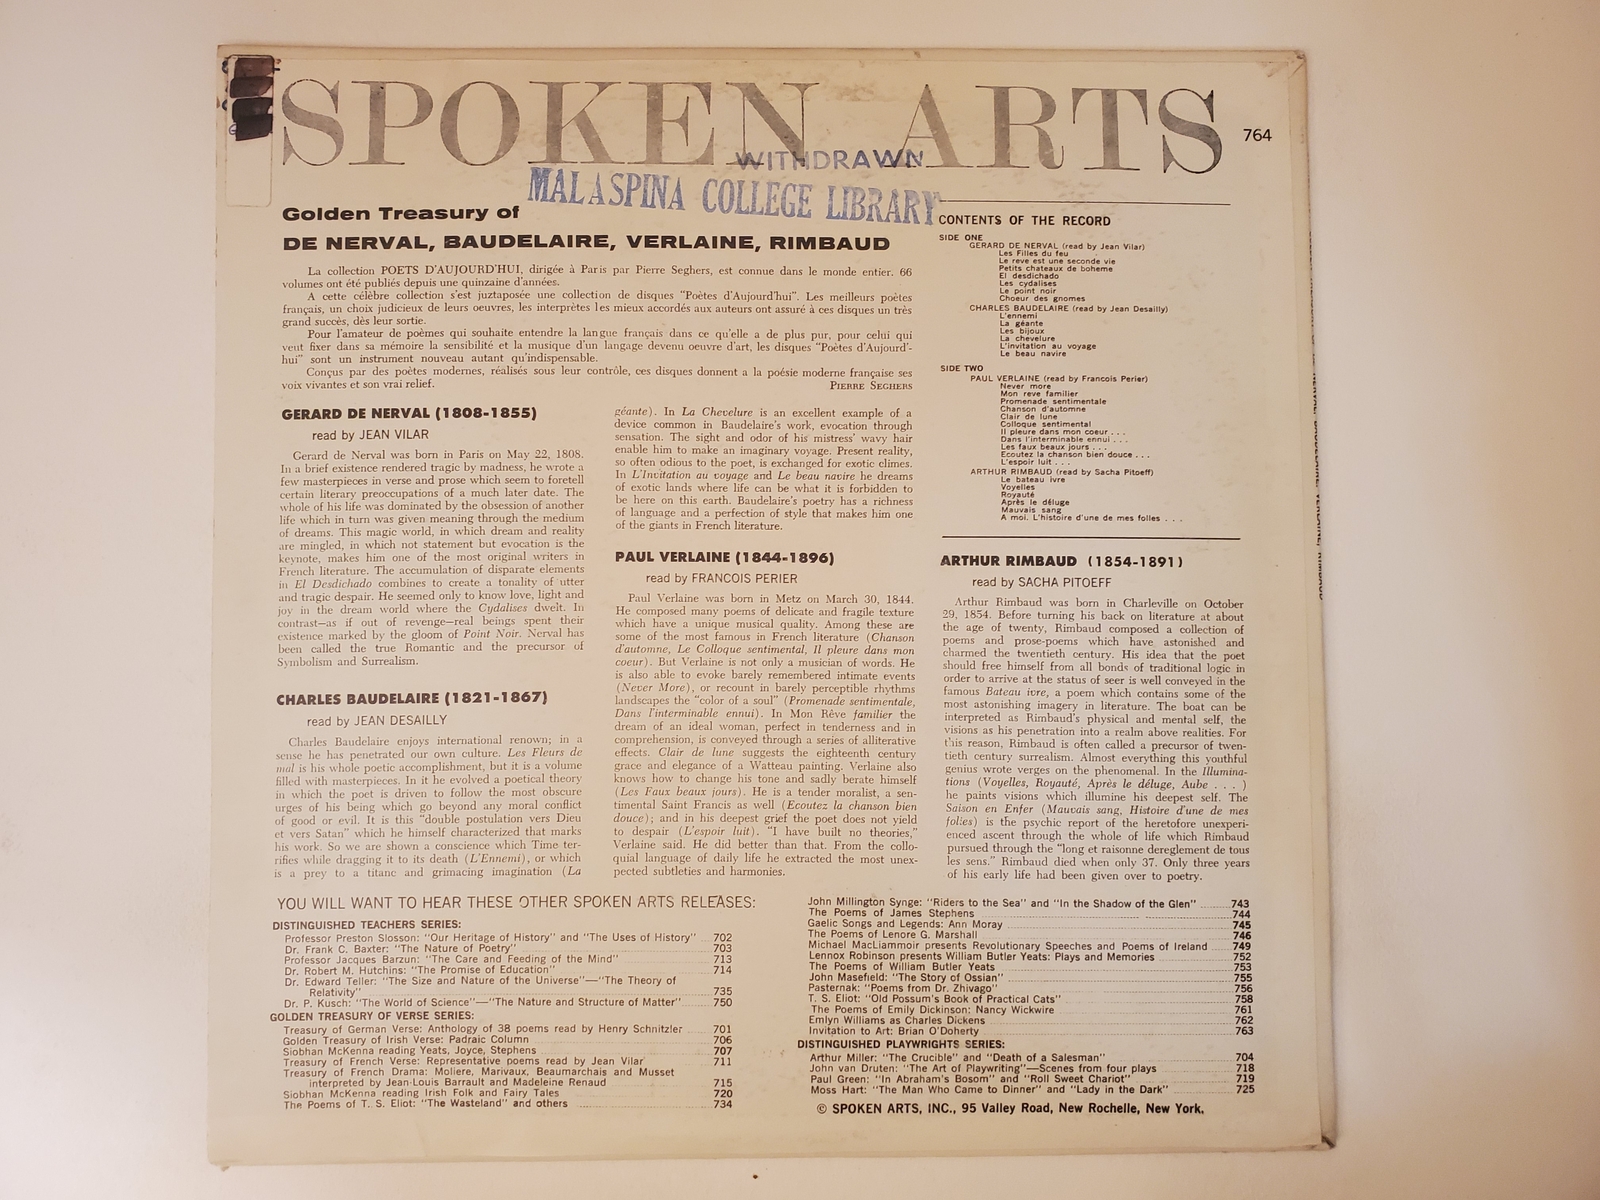 SPOKEN ARTS
764
WITHDRAWN
MALASPINA COLLEGE LIBRARY
Golden Treasury of
DE NERVAL, BAUDELAIRE, VERLAINE, RIMBAUD
La collection POETS D'AUJOURD'HUI, dirigée à Paris par Pierre Seghers, est connue dans le monde entier. 66
volumes ont été publiés depuis une quinzaine d'années.
A cette célèbre collection s'est juztaposée une collection de disques "Poètes d'Aujourd'hui". Les meilleurs poètes
français, un choix judicieux de leurs oeuvres, les interprètes les mieux accordés aux auteurs ont assuré à ces disques un très
grand succès, dès leur sortie.
Pour l'amateur de poèmes qui souhaite entendre la langue français dans ce qu'elle a de plus pur, pour celui qui
veut fixer dans sa mémoire la sensibilité et la musique d'un langage devenu oeuvre d'art, les disques "Poètes d'Aujourd'-
hui" sont un instrument nouveau autant qu'indispensable.
Conçus par des poètes modernes, réalisés sous leur contrôle, ces disques donnent a la poésie moderne française ses
voix vivantes et son vrai relief.
PIERRE SEGHERS
CONTENTS OF THE RECORD
SIDE ONE
GERARD DE NERVAL (read by Jean Vilar)
Les Filles du feu
Le reve est une seconde vie
Petits chateaux de boheme
El desdichado
Les cydalises
Le point noir
Choeur des gnomes
CHARLES BAUDELAIRE (read by Jean Desailly)
L'ennemi
La géante
Les bijoux
La chevelure
L'invitation au voyage
Le beau navire
SIDE TWO
PAUL VERLAINE (read by Francois Perier)
Never more
Mon reve familier
Promenade sentimentale
Chanson d'automne
Clair de lune
Colloque sentimental
Il pleure dans mon coeur . . .
Dans l'interminable ennui . . .
Les faux beaux jours . . .
Ecoutez la chanson bien douce . . .
L'espoir luit . . .
ARTHUR RIMBAUD (read by Sacha Pitoeff)
Le bateau ivre
Voyelles
Royauté
Après le déluge
Mauvais sang
A moi. L'histoire d'une de mes folles . . .
GERARD DE NERVAL (1808-1855)
read by JEAN VILAR
Gerard de Nerval was born in Paris on May 22, 1808.
In a brief existence rendered tragic by madness, he wrote a
few masterpieces in verse and prose which seem to foretell
certain literary preoccupations of a much later date. The
whole of his life was dominated by the obsession of another
life which in turn was given meaning through the medium
of dreams. This magic world, in which dream and reality
are mingled, in which not statement but evocation is the
keynote, makes him one of the most original writers in
French literature. The accumulation of disparate elements
in El Desdichado combines to create a tonality of utter
and tragic despair. He seemed only to know love, light and
joy in the dream world where the Cydalises dwelt. In
contrast—as if out of revenge—real beings spent their
existence marked by the gloom of Point Noir. Nerval has
been called the true Romantic and the precursor of
Symbolism and Surrealism.
CHARLES BAUDELAIRE (1821-1867)
read by JEAN DESAILLY
Charles Baudelaire enjoys international renown; in a
sense he has penetrated our own culture. Les Fleurs de
mal is his whole poetic accomplishment, but it is a volume
filled with masterpieces. In it he evolved a poetical theory
in which the poet is driven to follow the most obscure
urges of his being which go beyond any moral conflict
of good or evil. It is this "double postulation vers Dieu
et vers Satan" which he himself characterized that marks
his work. So we are shown a conscience which Time ter-
rifies while dragging it to its death (L'Ennemi), or which
is a prey to a titanc and grimacing imagination (La
géante). In La Chevelure is an excellent example of a
device common in Baudelaire's work, evocation through
sensation. The sight and odor of his mistress' wavy hair
enable him to make an imaginary voyage. Present reality,
so often odious to the poet, is exchanged for exotic climes.
In L'Invitation au voyage and Le beau navire he dreams
of exotic lands where life can be what it is forbidden to
be here on this earth. Baudelaire's poetry has a richness
of language and a perfection of style that makes him one
of the giants in French literature.
PAUL VERLAINE (1844-1896)
read by FRANCOIS PERIER
Paul Verlaine was born in Metz on March 30, 1844.
He composed many poems of delicate and fragile texture
which have a unique musical quality. Among these are
some of the most famous in French literature (Chanson
d'automne, Le Colloque sentimental, Il pleure dans mon
coeur). But Verlaine is not only a musician of words. He
is also able to evoke barely remembered intimate events
(Never More), or recount in barely perceptible rhythms
landscapes the "color of a soul" (Promenade sentimentale,
Dans l'interminable ennui). In Mon Rêve familier the
dream of an ideal woman, perfect in tenderness and in
comprehension, is conveyed through a series of alliterative
effects. Clair de lune suggests the eighteenth century
grace and elegance of a Watteau painting. Verlaine also
knows how to change his tone and sadly berate himself
(Les Faux beaux jours). He is a tender moralist, a sen-
timental Saint Francis as well (Ecoutez la chanson bien
douce); and in his deepest grief the poet does not yield
to despair (L'espoir luit). "I have built no theories,"
Verlaine said. He did better than that. From the collo-
quial language of daily life he extracted the most unex-
pected subtleties and harmonies.
ARTHUR RIMBAUD (1854-1891)
read by SACHA PITOEFF
Arthur Rimbaud was born in Charleville on October
29, 1854. Before turning his back on literature at about
the age of twenty, Rimbaud composed a collection of
poems and prose-poems which have astonished and
charmed the twentieth century. His idea that the poet
should free himself from all bonds of traditional logic in
order to arrive at the status of seer is well conveyed in the
famous Bateau ivre, a poem which contains some of the
most astonishing imagery in literature. The boat can be
interpreted as Rimbaud's physical and mental self, the
visions as his penetration into a realm above realities. For
this reason, Rimbaud is often called a precursor of twen-
tieth century surrealism. Almost everything this youthful
genius wrote verges on the phenomenal. In the Illumina-
tions (Voyelles, Royauté, Après le déluge, Aube . . . )
he paints visions which illumine his deepest self. The
Saison en Enfer (Mauvais sang, Histoire d'une de mes
folies) is the psychic report of the heretofore unexperi-
enced ascent through the whole of life which Rimbaud
pursued through the "long et raisonne dereglement de tous
les sens." Rimbaud died when only 37. Only three years
of his early life had been given over to poetry.
YOU WILL WANT TO HEAR THESE OTHER SPOKEN ARTS RELEASES:
DISTINGUISHED TEACHERS SERIES:
Professor Preston Slosson: "Our Heritage of History" and "The Uses of History" 702
Dr. Frank C. Baxter: "The Nature of Poetry" 703
Professor Jacques Barzun: "The Care and Feeding of the Mind" 713
Dr. Robert M. Hutchins: "The Promise of Education" 714
Dr. Edward Teller: "The Size and Nature of the Universe"—"The Theory of
Relativity" 735
Dr. P. Kusch: "The World of Science"—"The Nature and Structure of Matter" 750
GOLDEN TREASURY OF VERSE SERIES:
Treasury of German Verse: Anthology of 38 poems read by Henry Schnitzler 701
Golden Treasury of Irish Verse: Padraic Column 706
Siobhan McKenna reading Yeats, Joyce, Stephens 707
Treasury of French Verse: Representative poems read by Jean Vilar 711
Treasury of French Drama: Moliere, Marivaux, Beaumarchais and Musset
interpreted by Jean-Louis Barrault and Madeleine Renaud 715
Siobhan McKenna reading Irish Folk and Fairy Tales 720
The Poems of T. S. Eliot: "The Wasteland" and others 734
John Millington Synge: "Riders to the Sea" and "In the Shadow of the Glen" 743
The Poems of James Stephens 744
Gaelic Songs and Legends: Ann Moray 745
The Poems of Lenore G. Marshall 746
Michael MacLiammoir presents Revolutionary Speeches and Poems of Ireland 749
Lennox Robinson presents William Butler Yeats: Plays and Memories 752
The Poems of William Butler Yeats 753
John Masefield: "The Story of Ossian" 755
Pasternak: "Poems from Dr. Zhivago" 756
T. S. Eliot: "Old Possum's Book of Practical Cats" 758
The Poems of Emily Dickinson: Nancy Wickwire 761
Emlyn Williams as Charles Dickens 762
Invitation to Art: Brian O'Doherty 763
DISTINGUISHED PLAYWRIGHTS SERIES:
Arthur Miller: "The Crucible" and "Death of a Salesman" 704
John van Druten: "The Art of Playwriting"—Scenes from four plays 718
Paul Green: "In Abraham's Bosom" and "Roll Sweet Chariot" 719
Moss Hart: "The Man Who Came to Dinner" and "Lady in the Dark" 725
© SPOKEN ARTS, INC., 95 Valley Road, New Rochelle, New York.